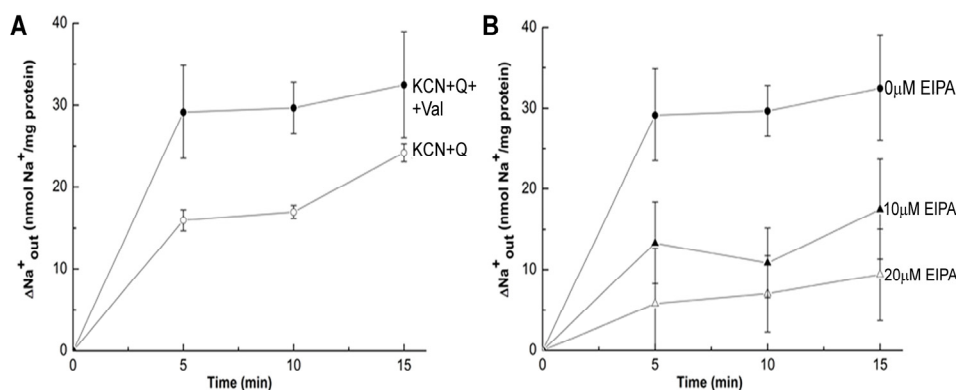 A
ΔNa⁺out (nmol Na⁺/mg protein)
40
30
20
10
0
0
5
10
15
Time (min)
KCN+Q+
+Val
KCN+Q
B
ΔNa⁺out (nmol Na⁺/mg protein)
40
30
20
10
0
0
5
10
15
Time (min)
0μM EIPA
10μM EIPA
20μM EIPA